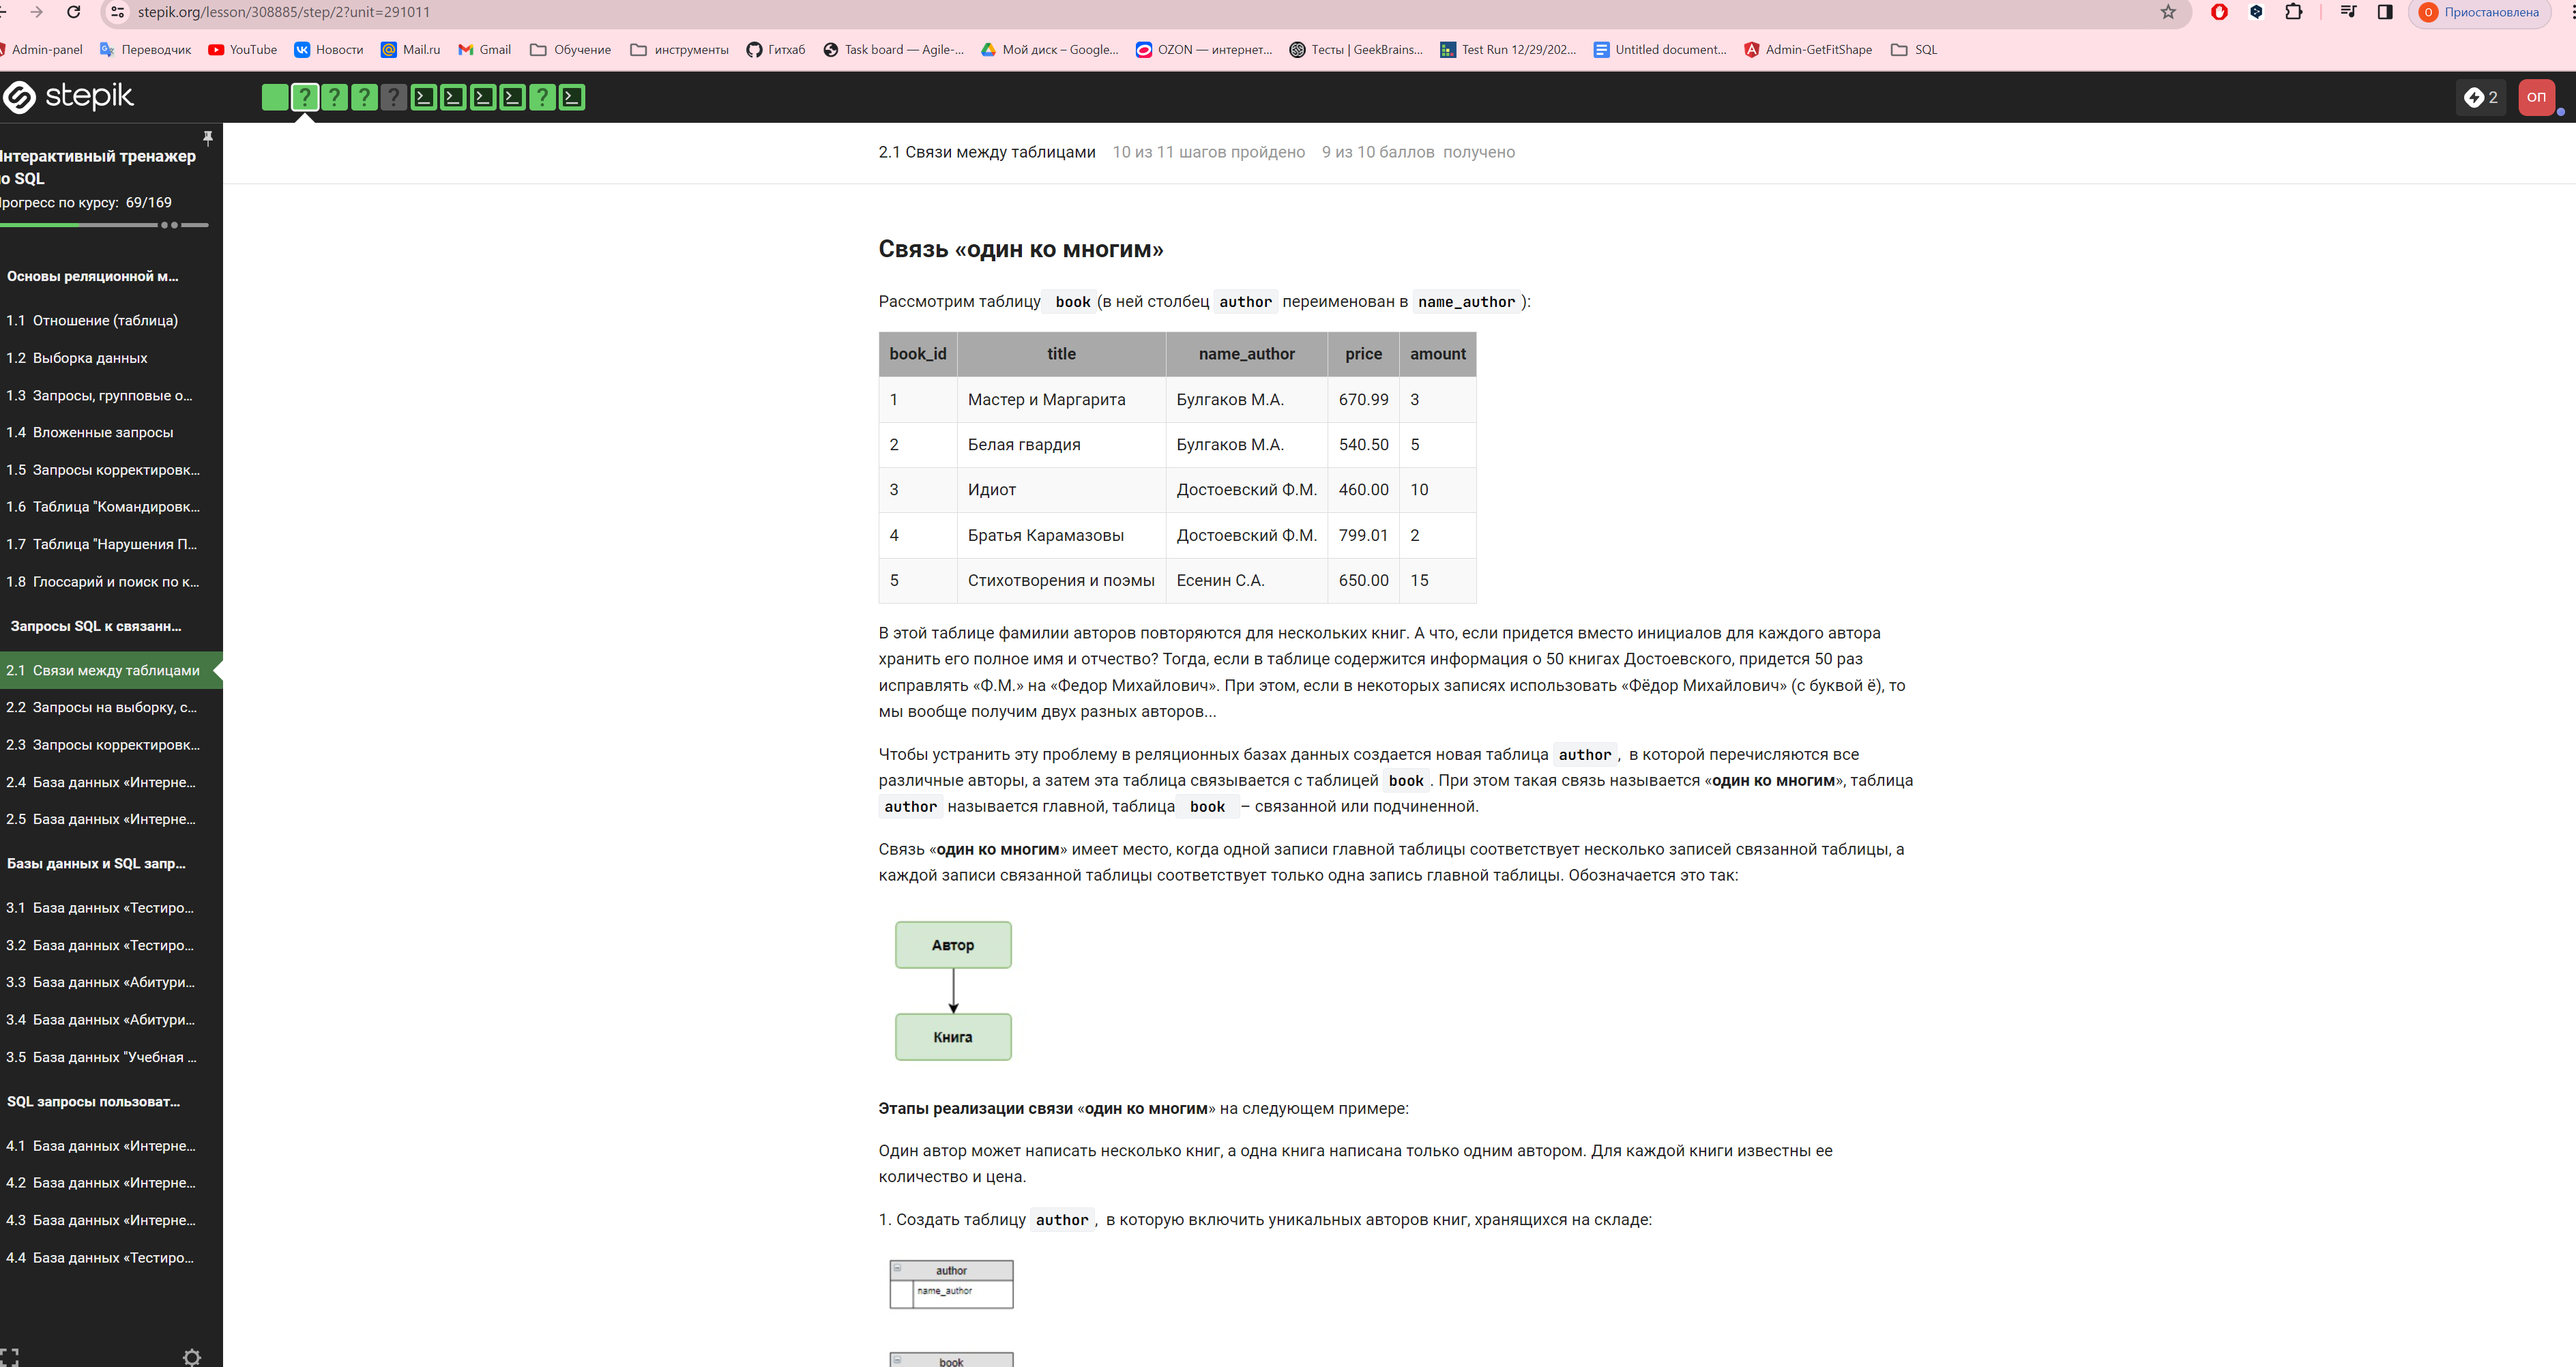 stepik.org/lesson/308885/step/2?unit=291011
О Приостановлена
Admin-panel Переводчик YouTube Новости Mail.ru Gmail Обучение инструменты Гитхаб Task board — Agile-... Мой диск – Google... OZON — интернет... Тесты | GeekBrains... Test Run 12/29/202... Untitled document... Admin-GetFitShape SQL
stepik
? ? ? ? ?
2 ОП
нтерактивный тренажер
о SQL
рогресс по курсу: 69/169
Основы реляционной м...
1.1 Отношение (таблица)
1.2 Выборка данных
1.3 Запросы, групповые о...
1.4 Вложенные запросы
1.5 Запросы корректировк...
1.6 Таблица "Командировк...
1.7 Таблица "Нарушения П...
1.8 Глоссарий и поиск по к...
Запросы SQL к связанн...
2.1 Связи между таблицами
2.2 Запросы на выборку, с...
2.3 Запросы корректировк...
2.4 База данных «Интерне...
2.5 База данных «Интерне...
Базы данных и SQL запр...
3.1 База данных «Тестиро...
3.2 База данных «Тестиро...
3.3 База данных «Абитури...
3.4 База данных «Абитури...
3.5 База данных "Учебная ...
SQL запросы пользоват...
4.1 База данных «Интерне...
4.2 База данных «Интерне...
4.3 База данных «Интерне...
4.4 База данных «Тестиро...
2.1 Связи между таблицами 10 из 11 шагов пройдено 9 из 10 баллов получено
Связь «один ко многим»
Рассмотрим таблицу book (в ней столбец author переименован в name_author ):
book_id title name_author price amount
1 Мастер и Маргарита Булгаков М.А. 670.99 3
2 Белая гвардия Булгаков М.А. 540.50 5
3 Идиот Достоевский Ф.М. 460.00 10
4 Братья Карамазовы Достоевский Ф.М. 799.01 2
5 Стихотворения и поэмы Есенин С.А. 650.00 15
В этой таблице фамилии авторов повторяются для нескольких книг. А что, если придется вместо инициалов для каждого автора
хранить его полное имя и отчество? Тогда, если в таблице содержится информация о 50 книгах Достоевского, придется 50 раз
исправлять «Ф.М.» на «Федор Михайлович». При этом, если в некоторых записях использовать «Фёдор Михайлович» (с буквой ё), то
мы вообще получим двух разных авторов...
Чтобы устранить эту проблему в реляционных базах данных создается новая таблица author , в которой перечисляются все
различные авторы, а затем эта таблица связывается с таблицей book . При этом такая связь называется «один ко многим», таблица
author называется главной, таблица book – связанной или подчиненной.
Связь «один ко многим» имеет место, когда одной записи главной таблицы соответствует несколько записей связанной таблицы, а
каждой записи связанной таблицы соответствует только одна запись главной таблицы. Обозначается это так:
Автор
Книга
Этапы реализации связи «один ко многим» на следующем примере:
Один автор может написать несколько книг, а одна книга написана только одним автором. Для каждой книги известны ее
количество и цена.
1. Создать таблицу author , в которую включить уникальных авторов книг, хранящихся на складе:
author
name_author
book